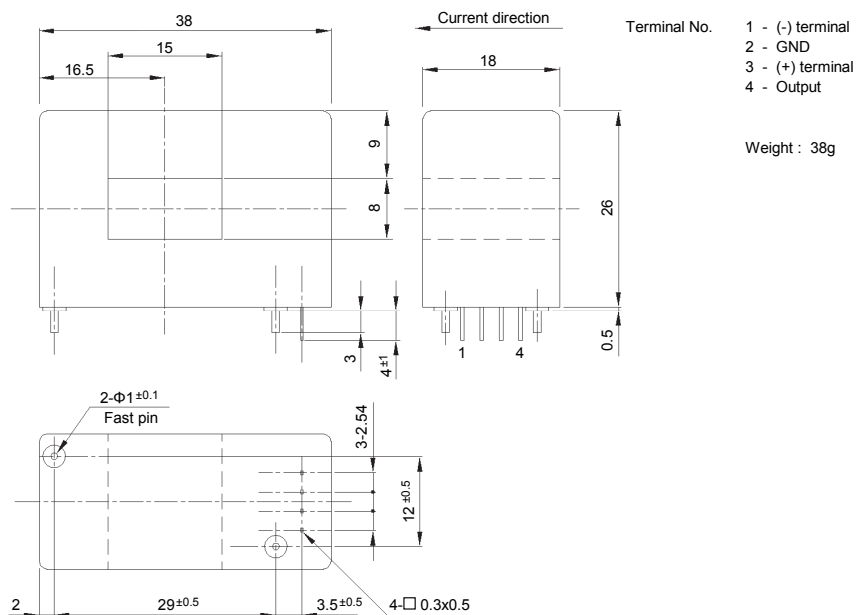 38
Current direction
Terminal No. 1 - (-) terminal
2 - GND
3 - (+) terminal
4 - Output
15
16.5
18
9
Weight : 38g
8
26
3
4±1
1 4
0.5
2-Φ1±0.1
Fast pin
3-2.54
12±0.5
2 29±0.5 3.5±0.5 4-□ 0.3x0.5